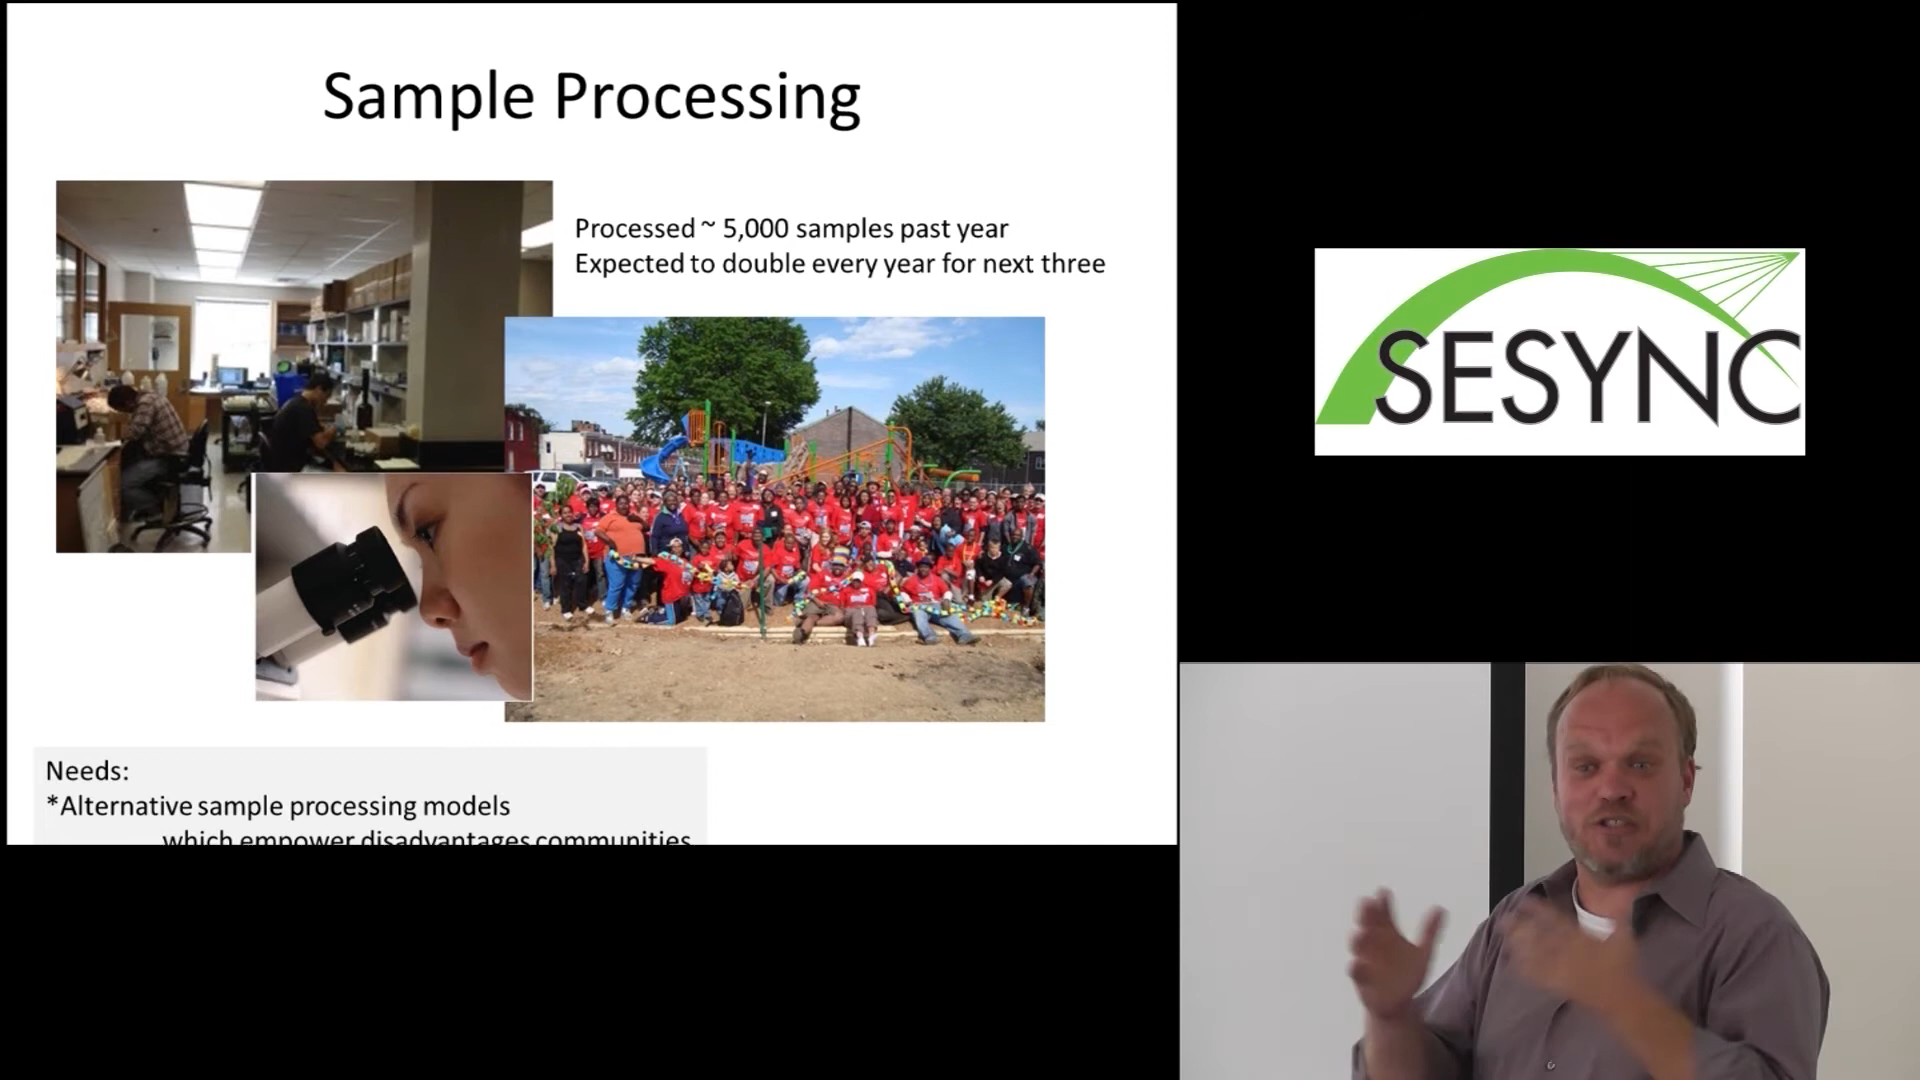 Sample Processing
Processed ~ 5,000 samples past year
Expected to double every year for next three
Needs:
*Alternative sample processing models
which empower disadvantages communities
SESYNC